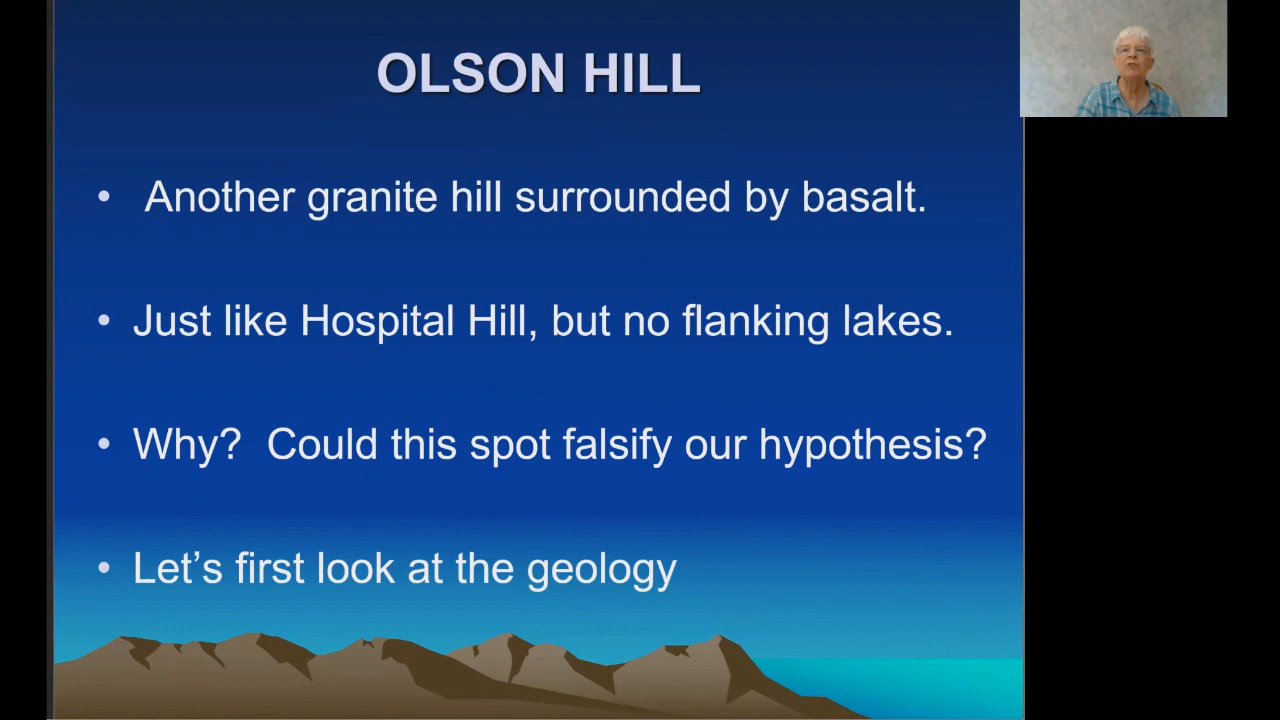 OLSON HILL
• Another granite hill surrounded by basalt.
• Just like Hospital Hill, but no flanking lakes.
• Why?  Could this spot falsify our hypothesis?
• Let’s first look at the geology